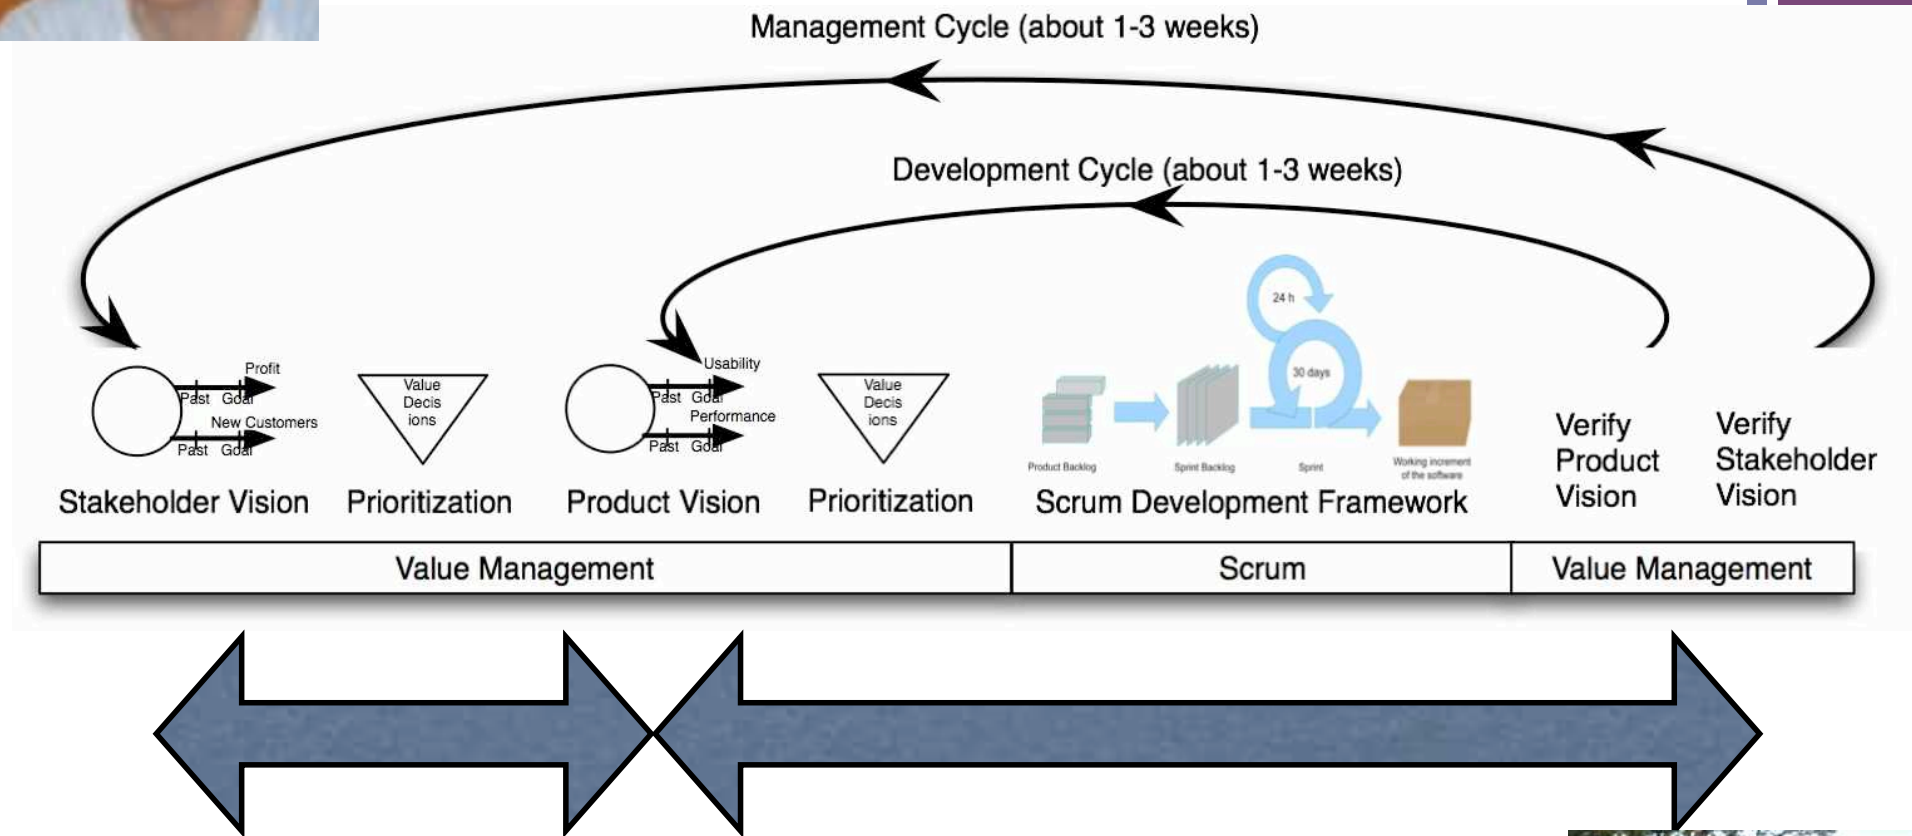 Management Cycle (about 1-3 weeks)
Development Cycle (about 1-3 weeks)
Profit
Past Goal
New Customers
Past Goal
Stakeholder Vision
Value
Decis
ions
Prioritization
Usability
Past Goal
Performance
Past Goal
Product Vision
Value
Decis
ions
Prioritization
24 h
30 days
Product Backlog
Sprint Backlog
Sprint
Working increment
of the software
Scrum Development Framework
Verify
Product
Vision
Verify
Stakeholder
Vision
Value Management
Scrum
Value Management